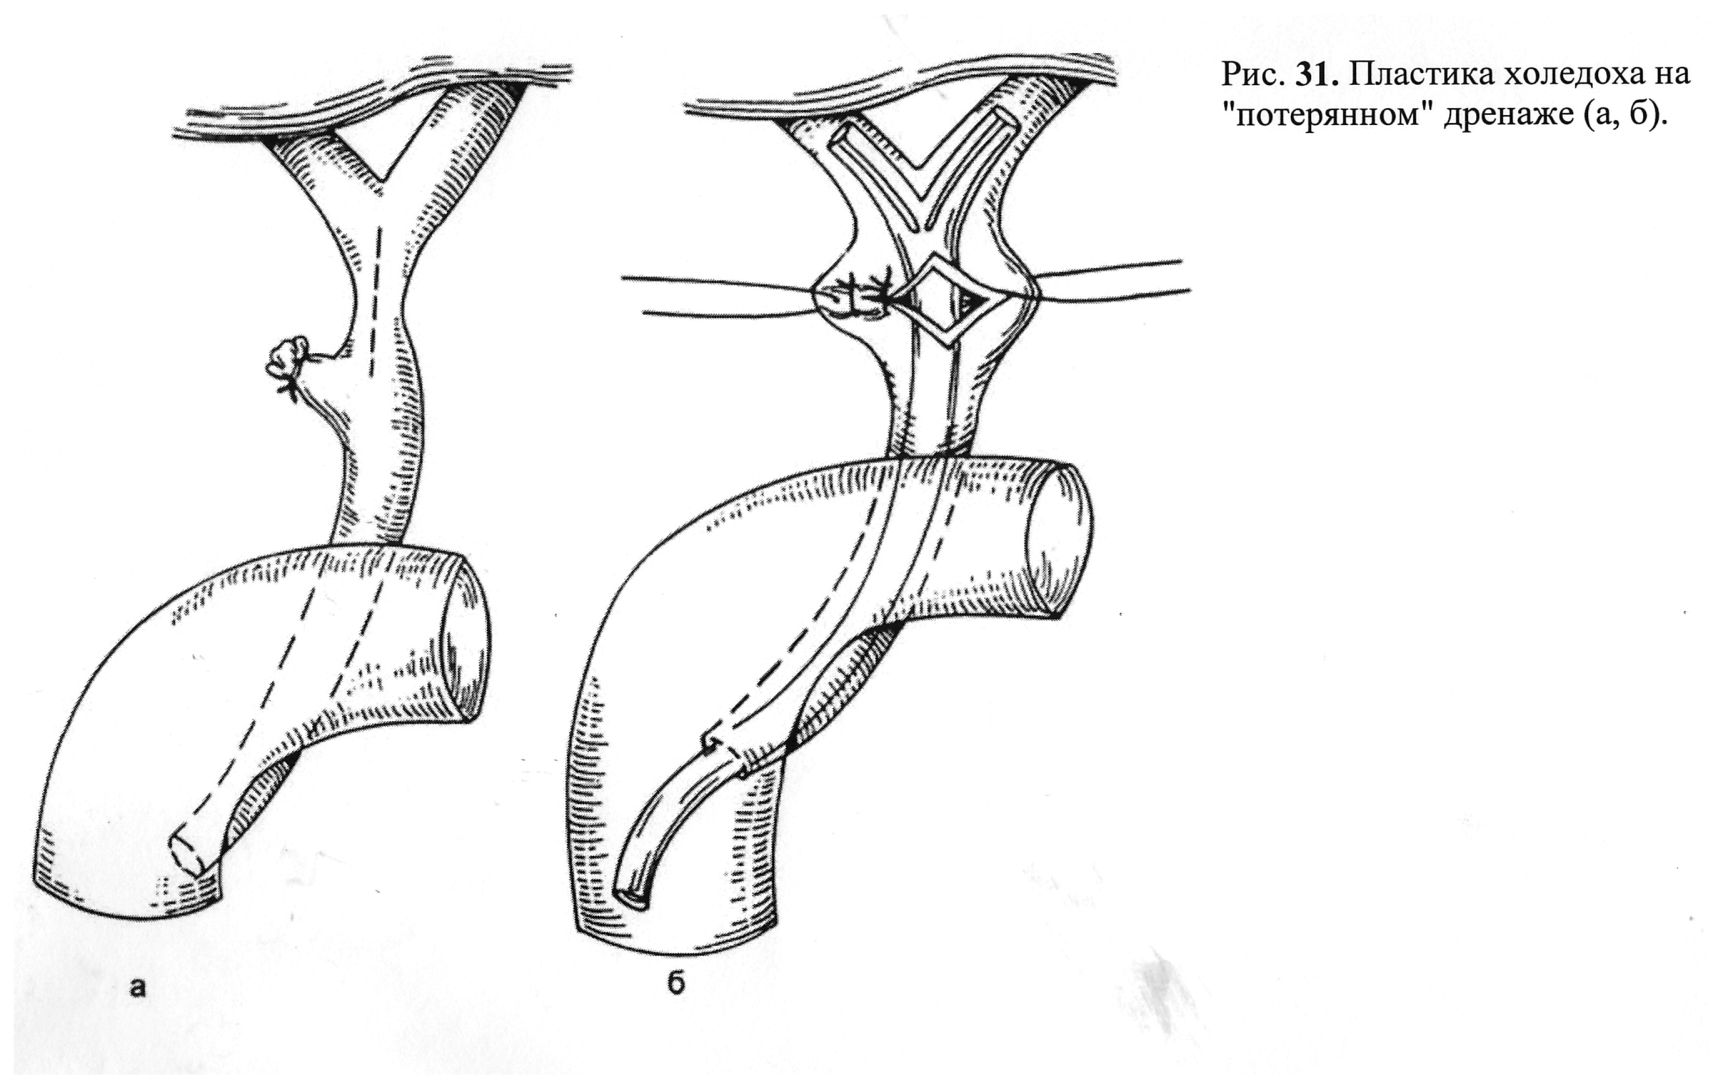 Рис. 31. Пластика холедоха на
"потерянном" дренаже (а, б).
а
б